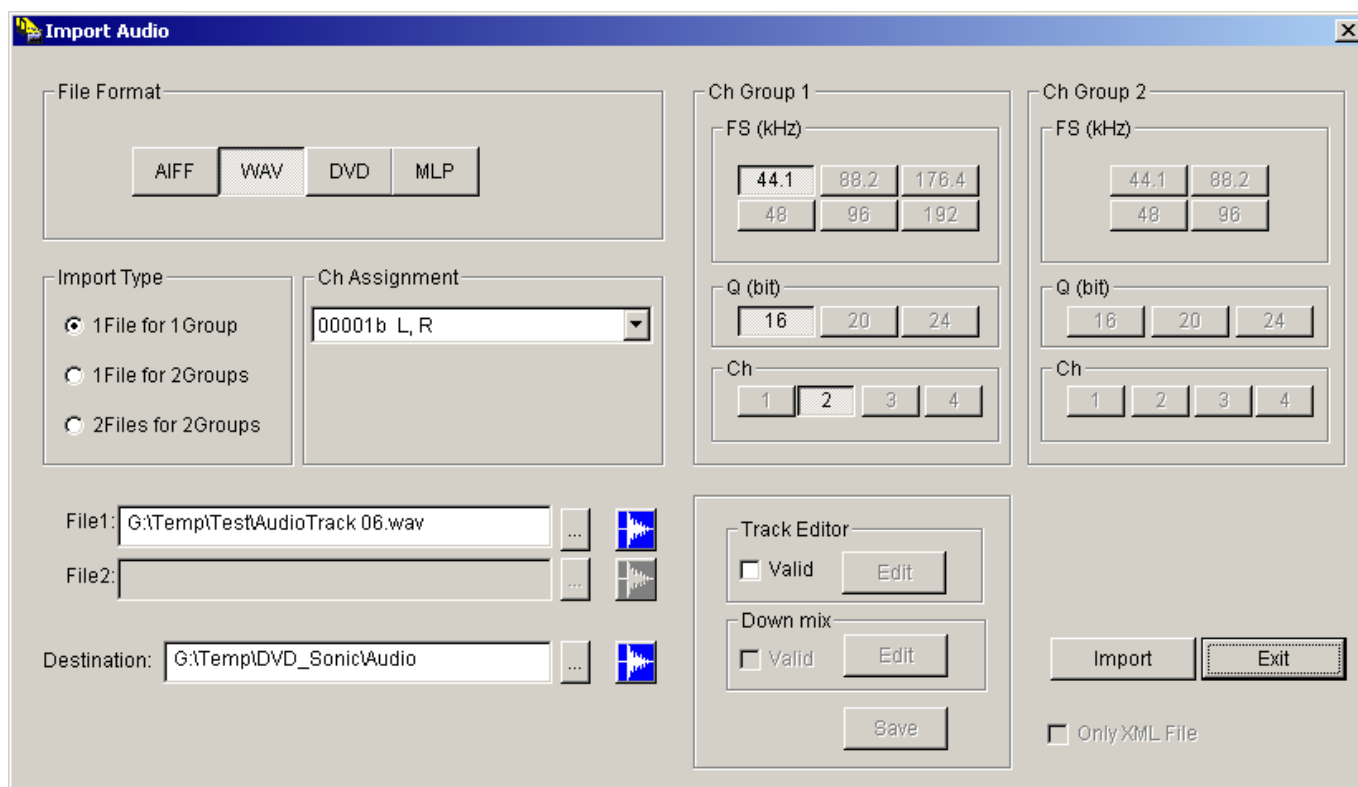 Import Audio
File Format
AIFF WAV DVD MLP
Import Type
1File for 1Group
1File for 2Groups
2Files for 2Groups
Ch Assignment
00001b L, R
Ch Group 1
FS (kHz)
44.1 88.2 176.4
48 96 192
Q (bit)
16 20 24
Ch
1 2 3 4
Ch Group 2
FS (kHz)
44.1 88.2
48 96
Q (bit)
16 20 24
Ch
1 2 3 4
File1: G:\Temp\Test\AudioTrack 06.wav ...
File2: ...
Destination: G:\Temp\DVD_Sonic\Audio ...
Track Editor
Valid Edit
Down mix
Valid Edit
Save
Import Exit
Only XML File